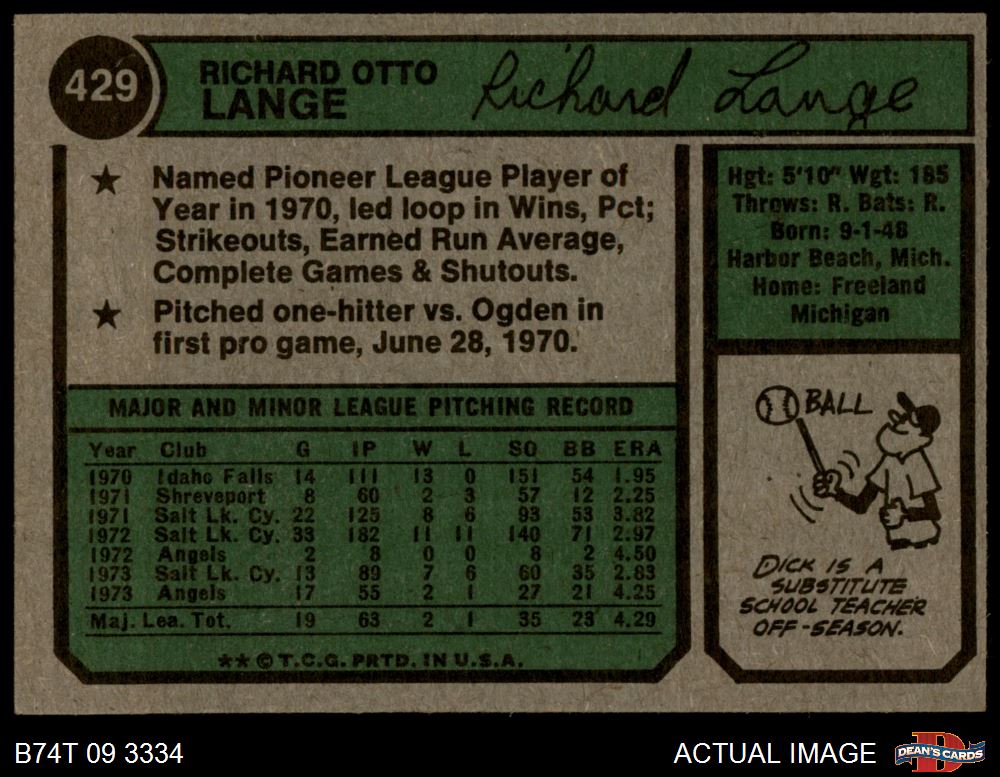 429
RICHARD OTTO
LANGE
Richard Lange
★ Named Pioneer League Player of
Year in 1970, led loop in Wins, Pct;
Strikeouts, Earned Run Average,
Complete Games & Shutouts.
★ Pitched one-hitter vs. Ogden in
first pro game, June 28, 1970.
Hgt: 5'10" Wgt: 185
Throws: R. Bats: R.
Born: 9-1-48
Harbor Beach, Mich.
Home: Freeland
Michigan
MAJOR AND MINOR LEAGUE PITCHING RECORD
Year Club G IP W L SO BB ERA
1970 Idaho Falls 14 111 13 0 151 54 1.95
1971 Shreveport 8 60 2 3 57 12 2.25
1971 Salt Lk. Cy. 22 125 8 6 93 53 3.82
1972 Salt Lk. Cy. 33 182 11 11 140 71 2.97
1972 Angels 2 8 0 0 8 2 4.50
1973 Salt Lk. Cy. 13 89 7 6 60 35 2.83
1973 Angels 17 55 2 1 27 21 4.25
Maj. Lea. Tot. 19 63 2 1 35 23 4.29
** © T.C.G. PRTD. IN U.S.A.
BALL
DICK IS A
SUBSTITUTE
SCHOOL TEACHER
OFF-SEASON.
B74T 09 3334
ACTUAL IMAGE
D
DEAN'S CARDS